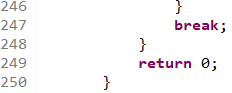 246                 }
247                 break;
248             }
249             return 0;
250         }